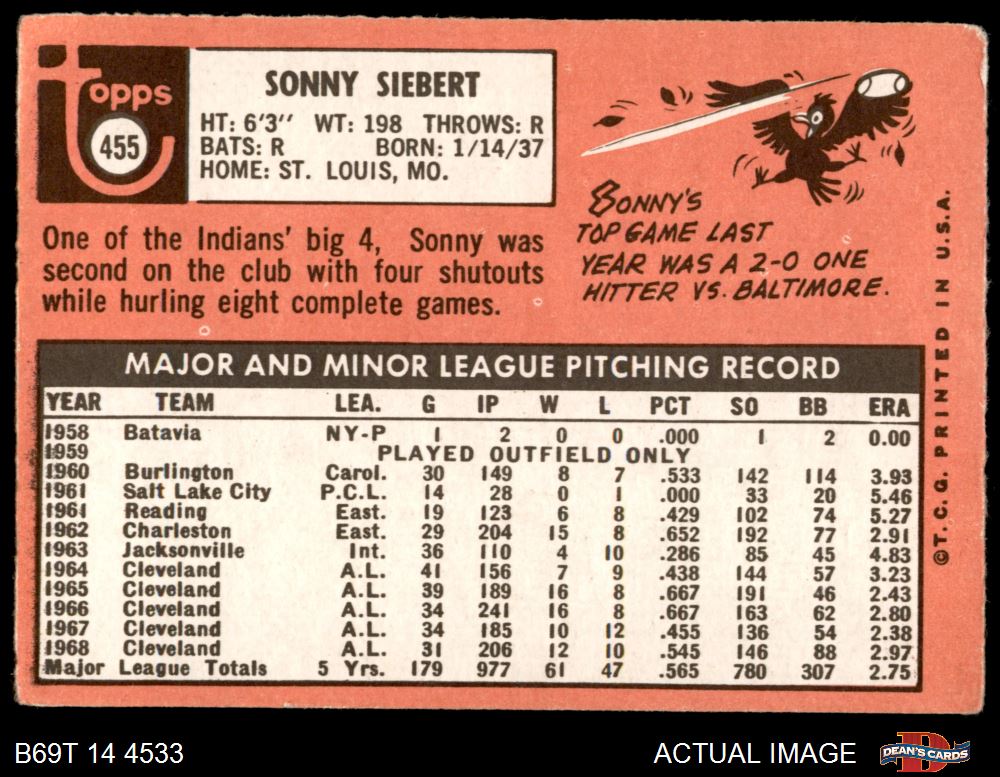 topps
455
SONNY SIEBERT
HT: 6'3" WT: 198 THROWS: R
BATS: R BORN: 1/14/37
HOME: ST. LOUIS, MO.
One of the Indians' big 4, Sonny was
second on the club with four shutouts
while hurling eight complete games.
SONNY'S
TOP GAME LAST
YEAR WAS A 2-0 ONE
HITTER VS. BALTIMORE.
©T.C.G. PRINTED IN U.S.A.
MAJOR AND MINOR LEAGUE PITCHING RECORD
YEAR TEAM LEA. G IP W L PCT SO BB ERA
1958 Batavia NY-P 1 2 0 0 .000 1 2 0.00
1959 PLAYED OUTFIELD ONLY
1960 Burlington Carol. 30 149 8 7 .533 142 114 3.93
1961 Salt Lake City P.C.L. 14 28 0 1 .000 33 20 5.46
1961 Reading East. 19 123 6 8 .429 102 74 5.27
1962 Charleston East. 29 204 15 8 .652 192 77 2.91
1963 Jacksonville Int. 36 110 4 10 .286 85 45 4.83
1964 Cleveland A.L. 41 156 7 9 .438 144 57 3.23
1965 Cleveland A.L. 39 189 16 8 .667 191 46 2.43
1966 Cleveland A.L. 34 241 16 8 .667 163 62 2.80
1967 Cleveland A.L. 34 185 10 12 .455 136 54 2.38
1968 Cleveland A.L. 31 206 12 10 .545 146 88 2.97
Major League Totals 5 Yrs. 179 977 61 47 .565 780 307 2.75
B69T 14 4533
ACTUAL IMAGE
D
DEAN'S CARDS